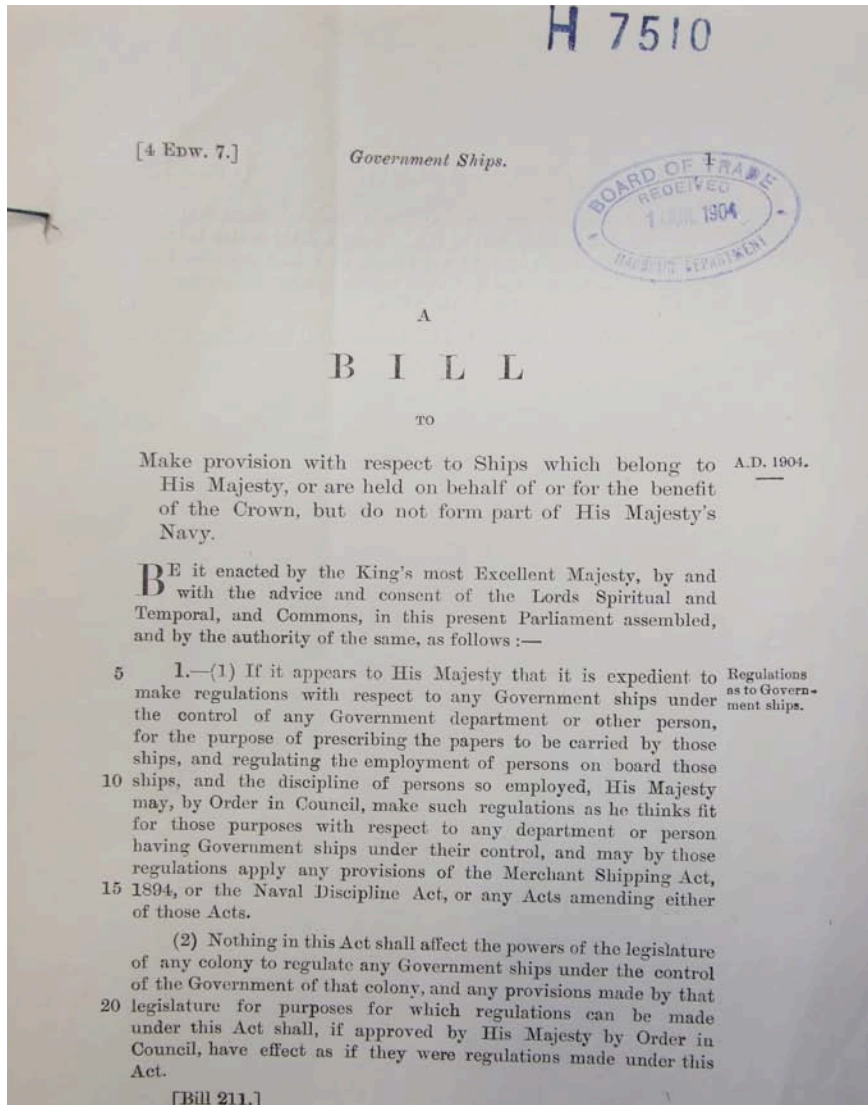 H 7510
[4 EDW. 7.] Government Ships. 1
BOARD OF TRADE
RECEIVED
1904
DEPARTMENT
A
BILL
TO
Make provision with respect to Ships which belong to A.D. 1904.
His Majesty, or are held on behalf of or for the benefit
of the Crown, but do not form part of His Majesty's
Navy.
BE it enacted by the King's most Excellent Majesty, by and
with the advice and consent of the Lords Spiritual and
Temporal, and Commons, in this present Parliament assembled,
and by the authority of the same, as follows :—
5 1.—(1) If it appears to His Majesty that it is expedient to Regulations
make regulations with respect to any Government ships under as to Govern-
the control of any Government department or other person, ment ships.
for the purpose of prescribing the papers to be carried by those
ships, and regulating the employment of persons on board those
10 ships, and the discipline of persons so employed, His Majesty
may, by Order in Council, make such regulations as he thinks fit
for those purposes with respect to any department or person
having Government ships under their control, and may by those
regulations apply any provisions of the Merchant Shipping Act,
15 1894, or the Naval Discipline Act, or any Acts amending either
of those Acts.
(2) Nothing in this Act shall affect the powers of the legislature
of any colony to regulate any Government ships under the control
of the Government of that colony, and any provisions made by that
20 legislature for purposes for which regulations can be made
under this Act shall, if approved by His Majesty by Order in
Council, have effect as if they were regulations made under this
Act.
[Bill 211.]